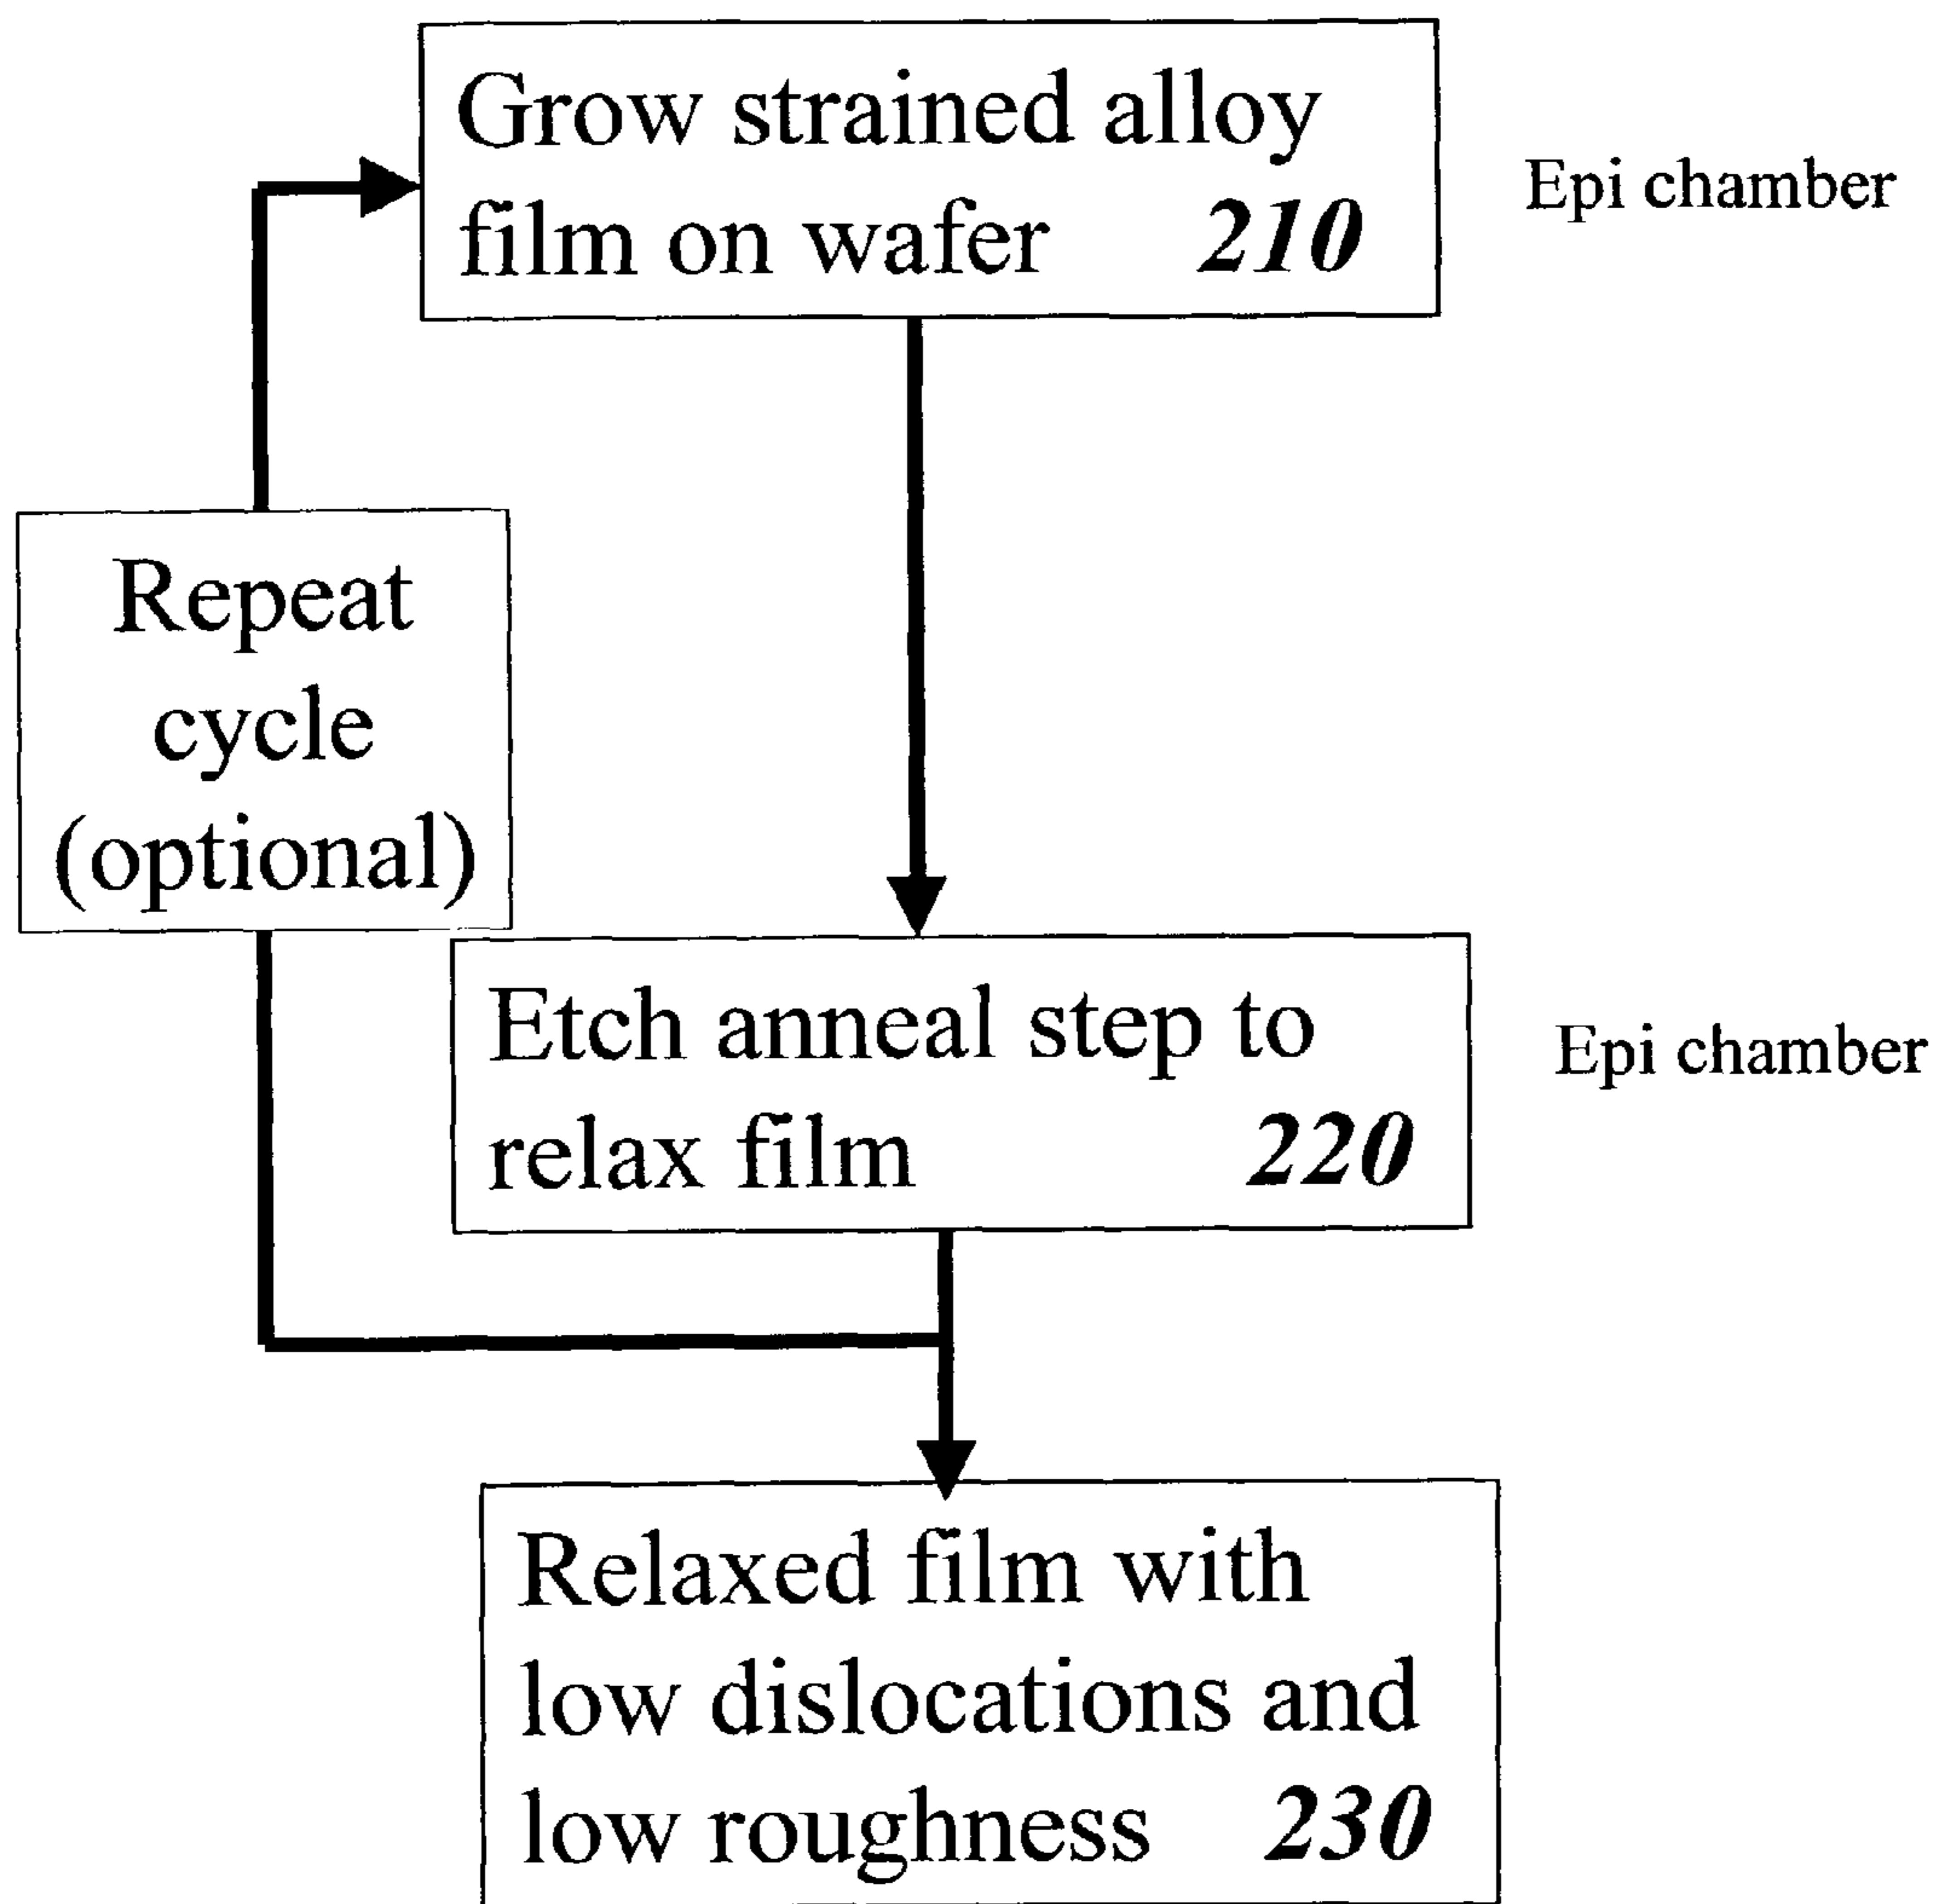 Grow strained alloy
film on wafer 210
Epi chamber
Repeat
cycle
(optional)
Etch anneal step to
relax film 220
Epi chamber
Relaxed film with
low dislocations and
low roughness 230